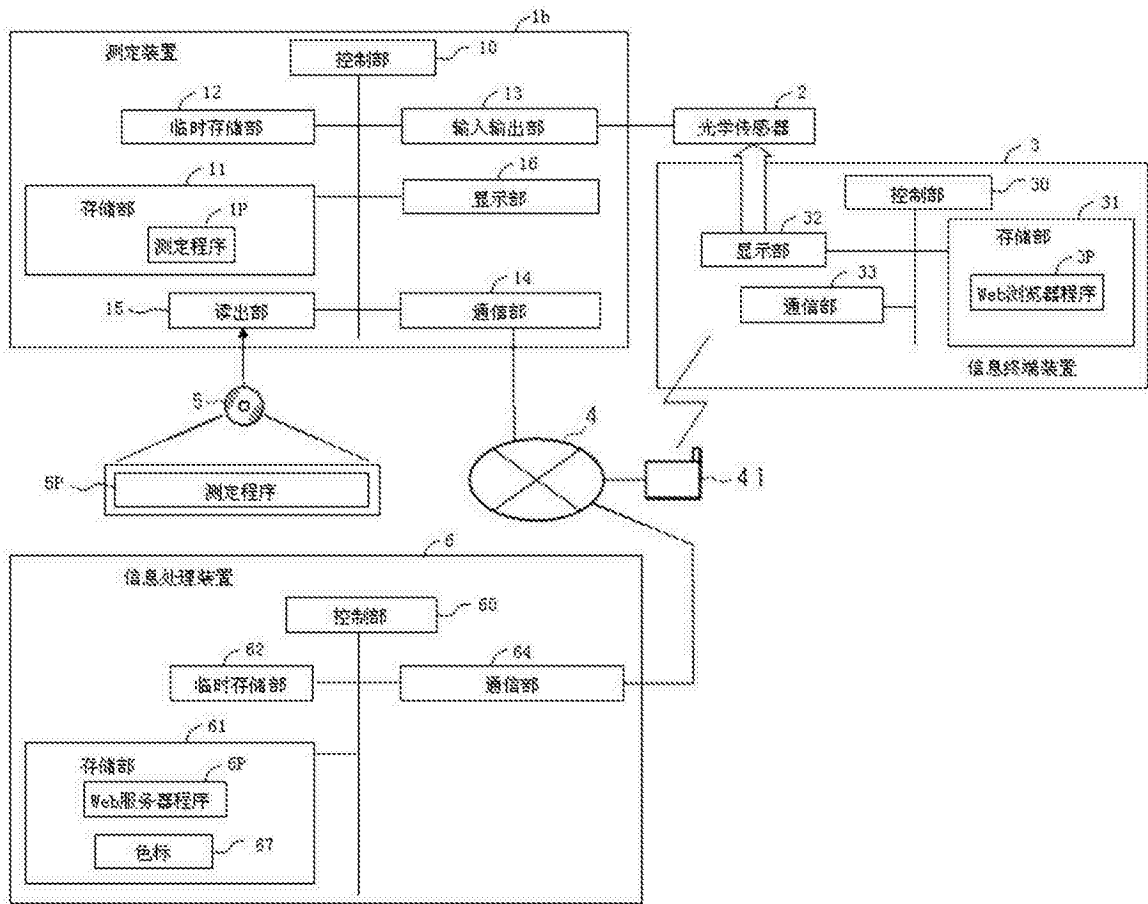 1b
测定装置
控制部
10
12
13
2
临时存储部
输入输出部
光学传感器
11
16
3
存储部
显示部
控制部
30
1P
测定程序
32
31
显示部
存储部
3P
33
Web浏览器程序
14
15
读出部
通信部
通信部
信息终端装置
5
4
41
5P
测定程序
6
信息处理装置
控制部
60
62
64
临时存储部
通信部
61
存储部
6P
Web服务器程序
色标
67